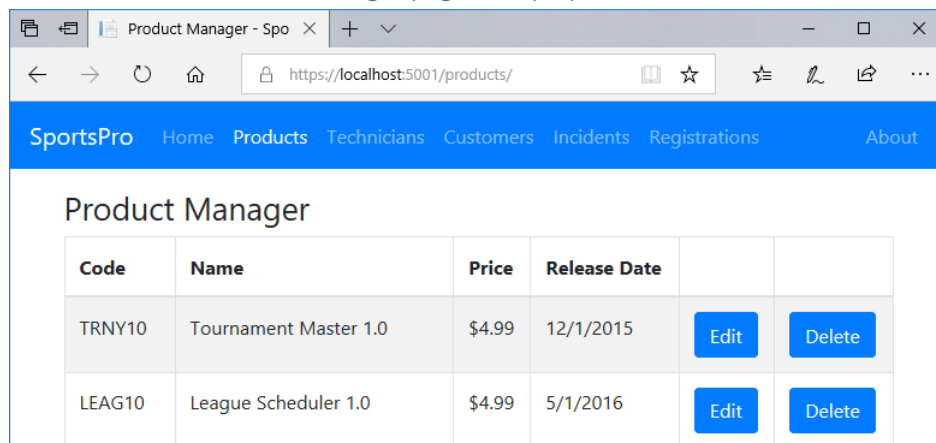 Product Manager - Spo
https://localhost:5001/products/
SportsPro Home Products Technicians Customers Incidents Registrations About
Product Manager
Code Name Price Release Date
TRNY10 Tournament Master 1.0 $4.99 12/1/2015 Edit Delete
LEAG10 League Scheduler 1.0 $4.99 5/1/2016 Edit Delete